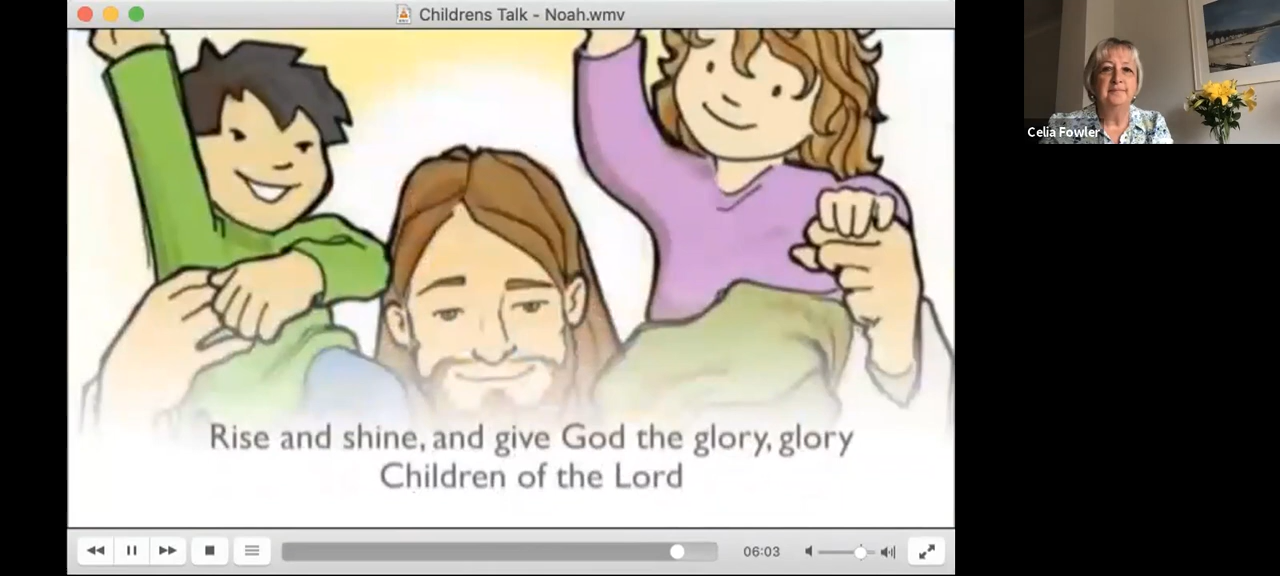 Childrens Talk - Noah.wmv
Celia Fowler
Rise and shine, and give God the glory, glory
Children of the Lord
06:03